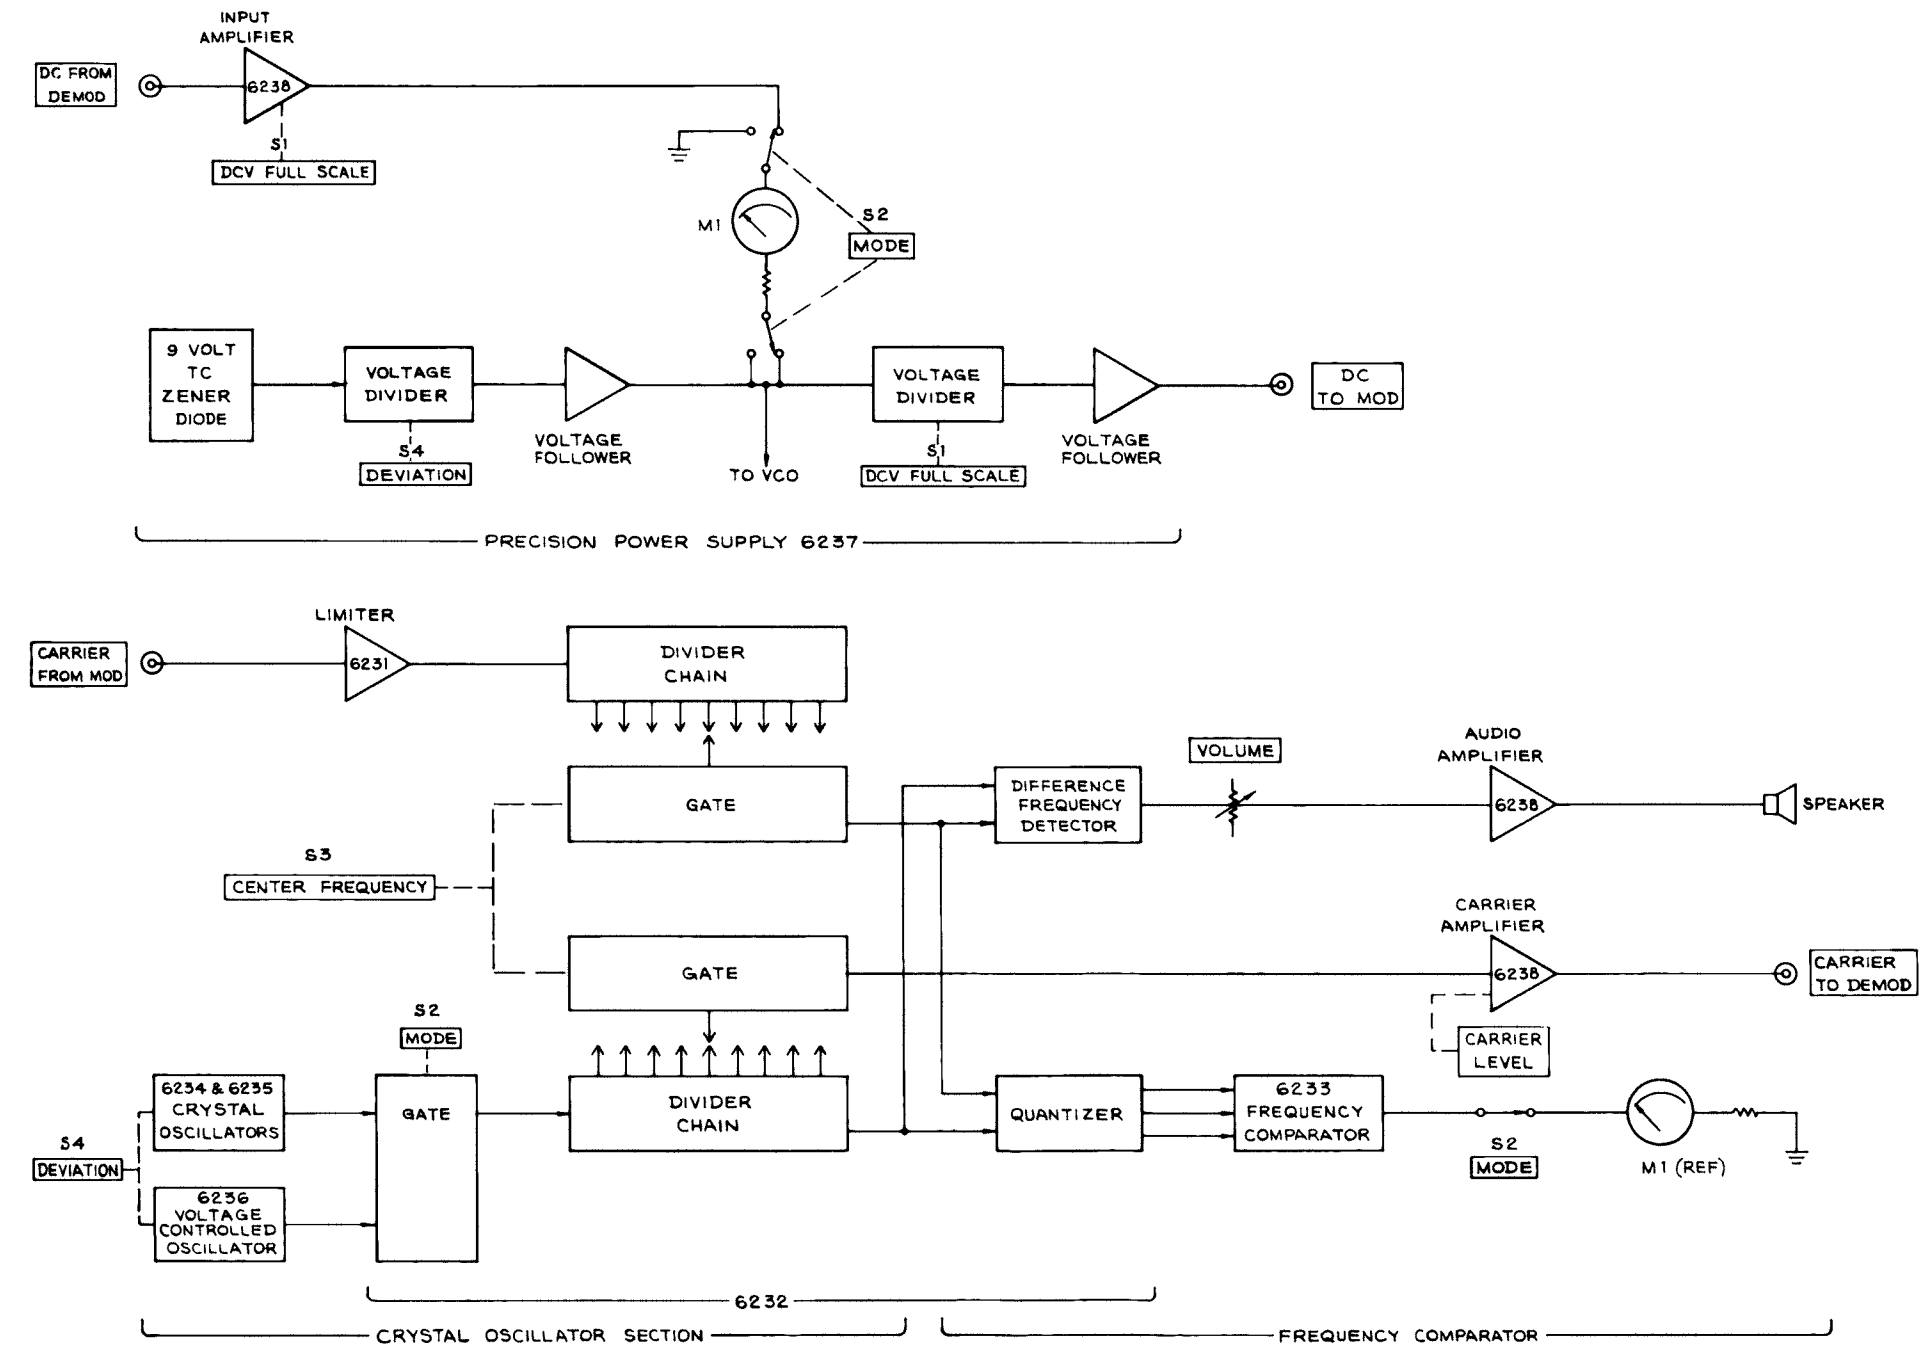 INPUT
AMPLIFIER
DC FROM
DEMOD
6238
S1
DCV FULL SCALE
M1
S2
MODE
9 VOLT
TC
ZENER
DIODE
VOLTAGE
DIVIDER
S4
DEVIATION
VOLTAGE
FOLLOWER
TO VCO
VOLTAGE
DIVIDER
S1
DCV FULL SCALE
VOLTAGE
FOLLOWER
DC
TO MOD
PRECISION POWER SUPPLY 6237
CARRIER
FROM MOD
LIMITER
6231
DIVIDER
CHAIN
GATE
S3
CENTER FREQUENCY
DIFFERENCE
FREQUENCY
DETECTOR
VOLUME
AUDIO
AMPLIFIER
6238
SPEAKER
GATE
CARRIER
AMPLIFIER
6238
CARRIER
TO DEMOD
CARRIER
LEVEL
S2
MODE
S4
DEVIATION
6234 & 6235
CRYSTAL
OSCILLATORS
6236
VOLTAGE
CONTROLLED
OSCILLATOR
GATE
DIVIDER
CHAIN
QUANTIZER
6233
FREQUENCY
COMPARATOR
S2
MODE
M1 (REF)
6232
CRYSTAL OSCILLATOR SECTION
FREQUENCY COMPARATOR